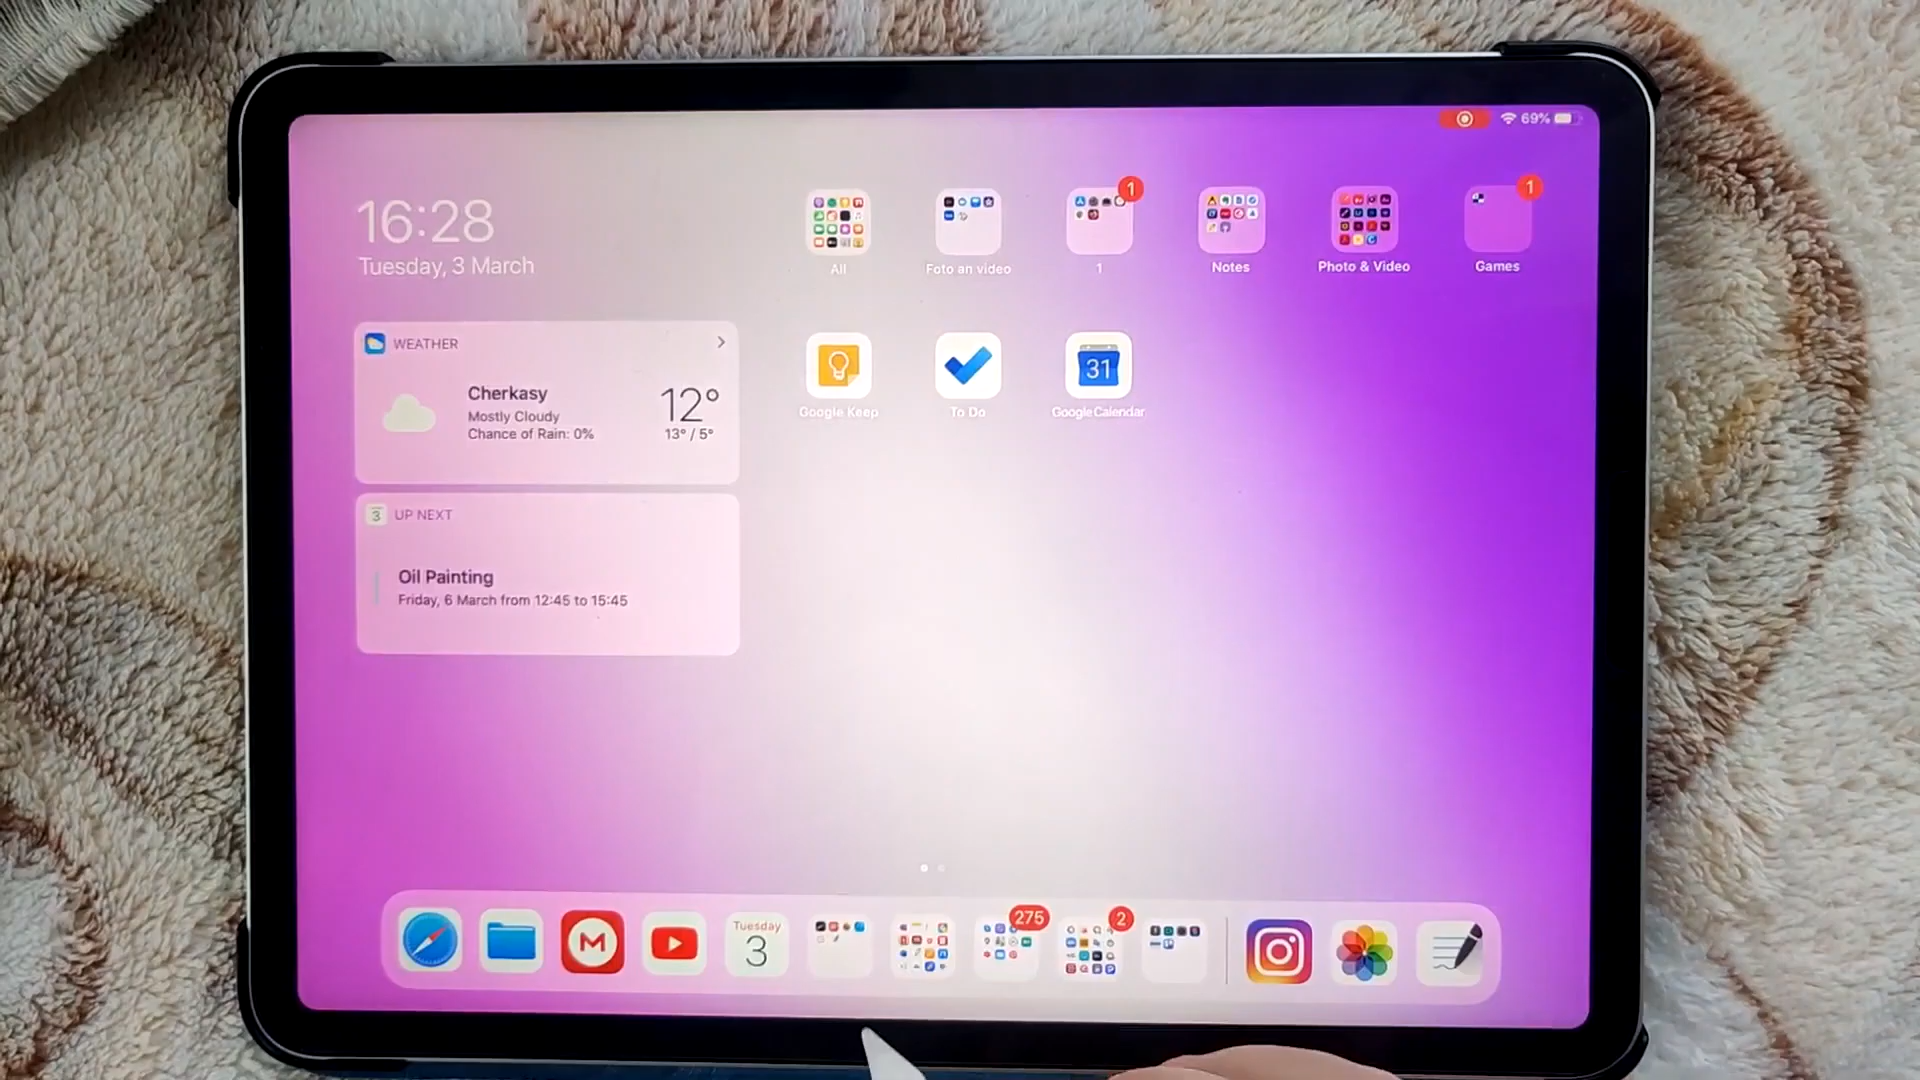 69%
16:28
Tuesday, 3 March
1
1
All
Foto an video
1
Notes
Photo & Video
Games
WEATHER
Cherkasy
Mostly Cloudy
Chance of Rain: 0%
12°
13° / 5°
31
Google Keep
To Do
Google Calendar
3
UP NEXT
Oil Painting
Friday, 6 March from 12:45 to 15:45
M
Tuesday
3
275
2